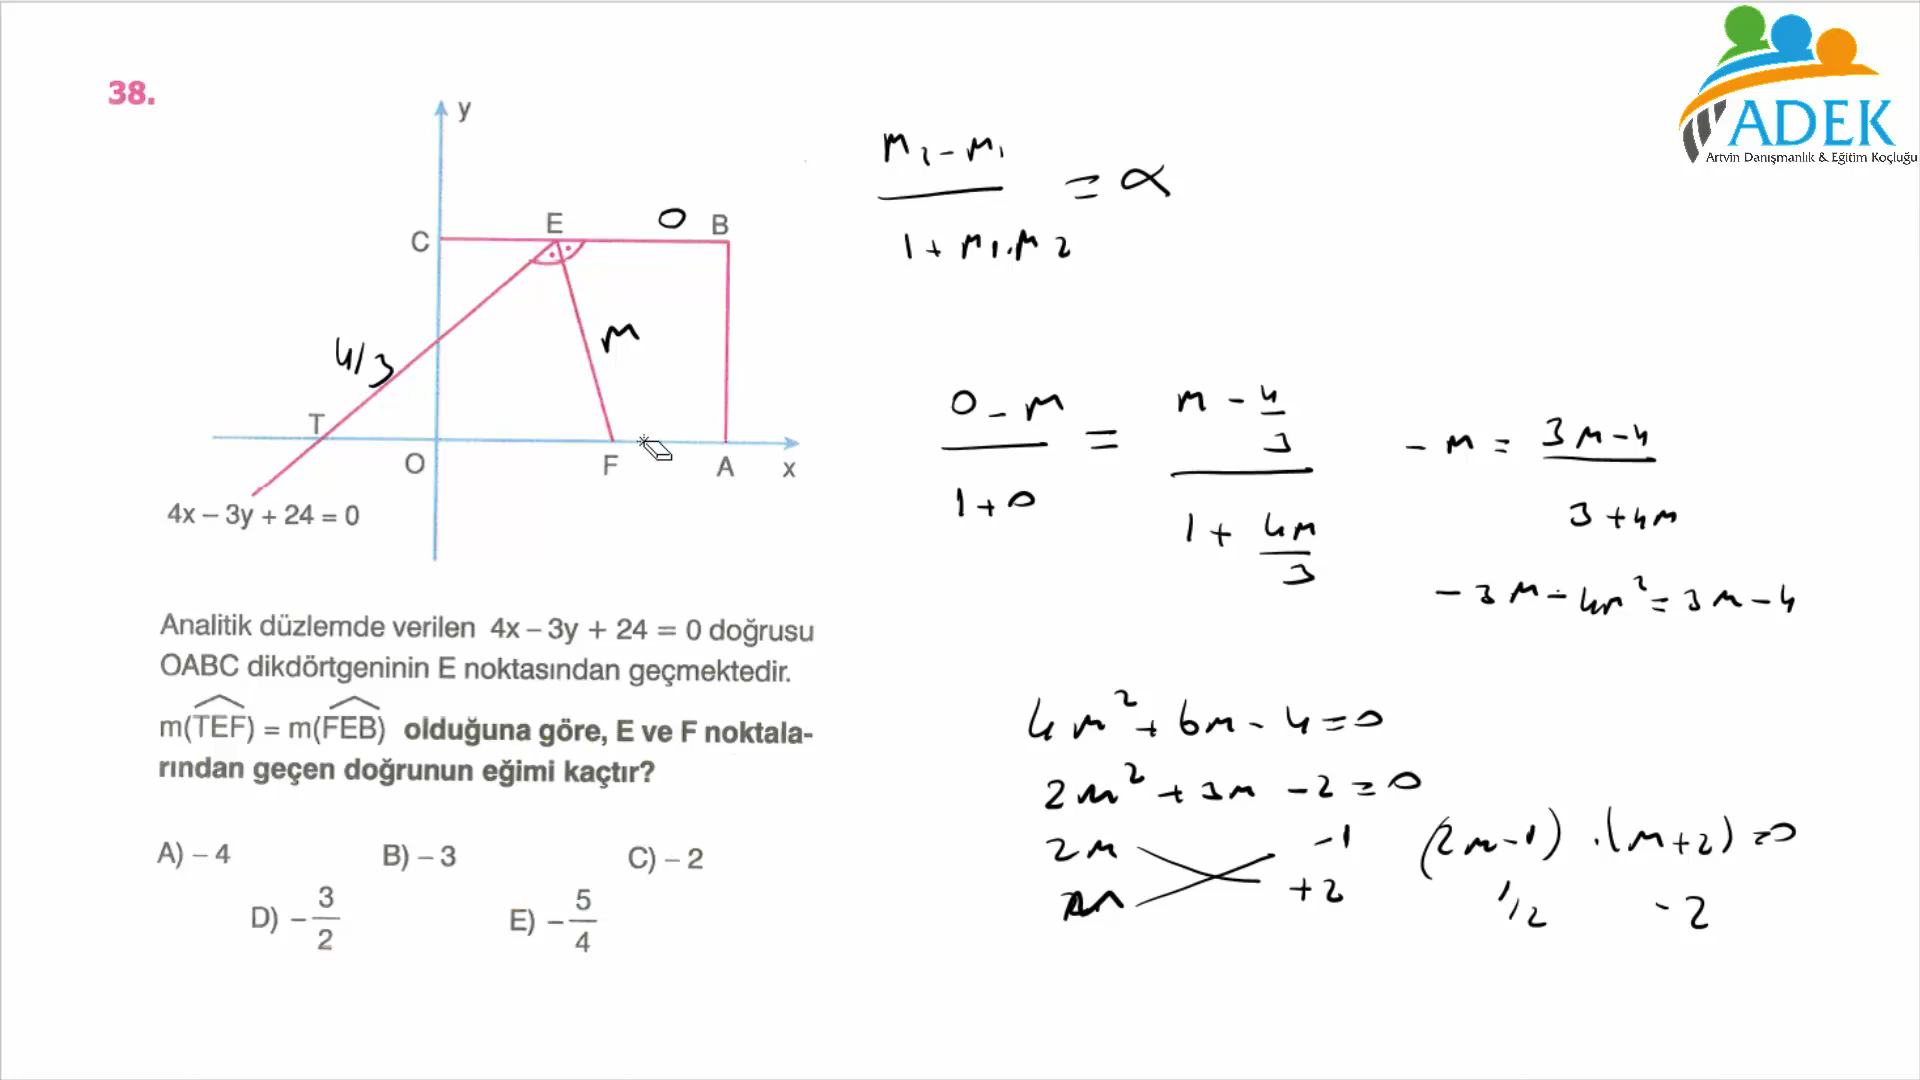 ADEK
Artvin Danışmanlık & Eğitim Koçluğu
38.
y
C
E
0
B
4/3
m
T
O
F
A
x
4x – 3y + 24 = 0
Analitik düzlemde verilen 4x – 3y + 24 = 0 doğrusu
OABC dikdörtgeninin E noktasından geçmektedir.
m(TEF) = m(FEB) olduğuna göre, E ve F noktala-
rından geçen doğrunun eğimi kaçtır?
A) – 4 B) – 3 C) – 2
D) – 3/2 E) – 5/4
m2 – m1 / 1 + m1.m2 = α
0 – m / 1 + 0 = m – 4/3 / 1 + 4m/3
– m = 3m – 4 / 3 + 4m
– 3m – 4m² = 3m – 4
4m² + 6m – 4 = 0
2m² + 3m – 2 = 0
2m –1 (2m – 1) . (m + 2) = 0
m +2 1/2 – 2